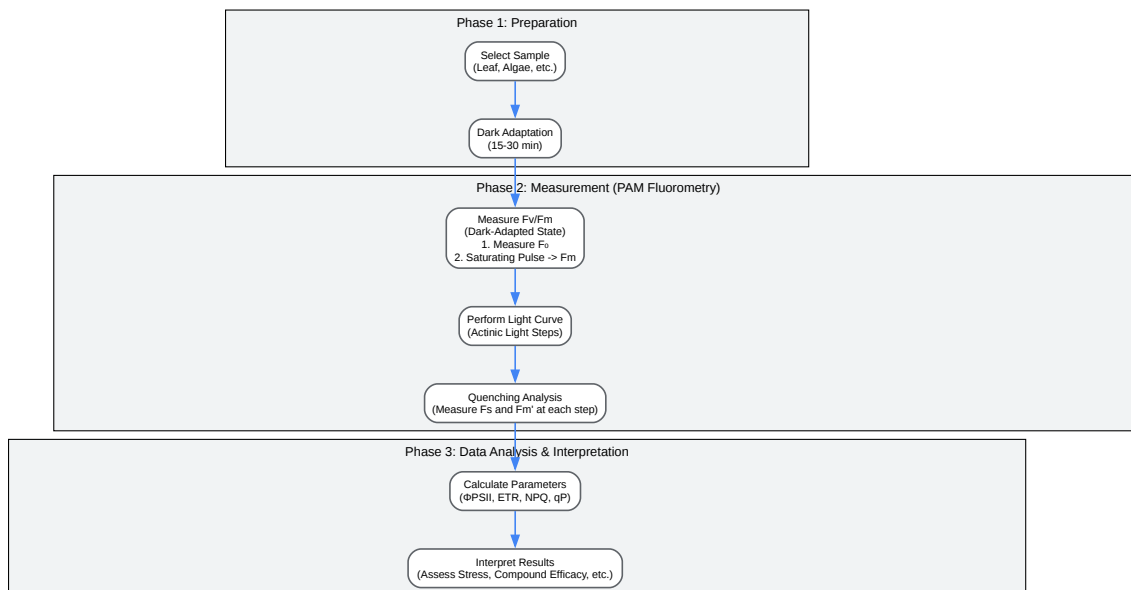 Phase 1: Preparation
Select Sample
(Leaf, Algae, etc.)
Dark Adaptation
(15-30 min)
Phase 2: Measurement (PAM Fluorometry)
Measure Fv/Fm
(Dark-Adapted State)
1. Measure F₀
2. Saturating Pulse -> Fm
Perform Light Curve
(Actinic Light Steps)
Quenching Analysis
(Measure Fs and Fm' at each step)
Phase 3: Data Analysis & Interpretation
Calculate Parameters
(ΦPSII, ETR, NPQ, qP)
Interpret Results
(Assess Stress, Compound Efficacy, etc.)